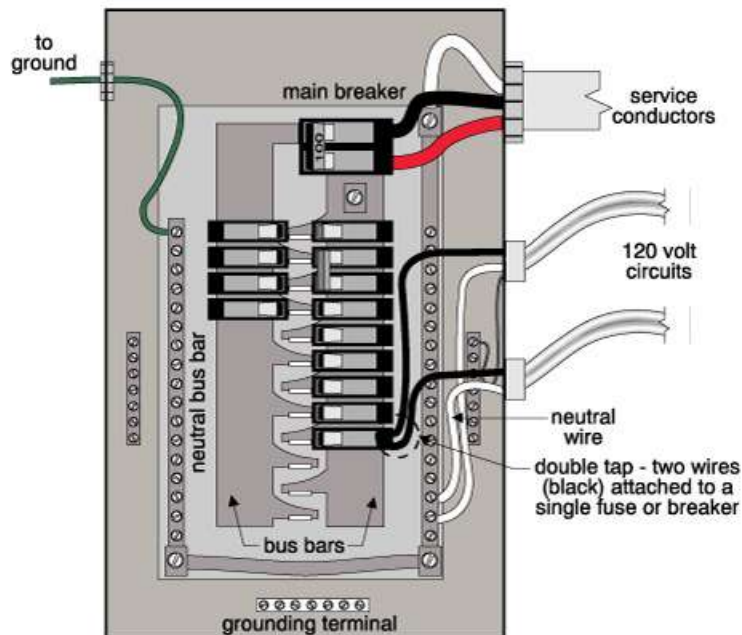 to
ground
main breaker
100
service
conductors
120 volt
circuits
neutral bus bar
neutral
wire
double tap - two wires
(black) attached to a
single fuse or breaker
bus bars
grounding terminal